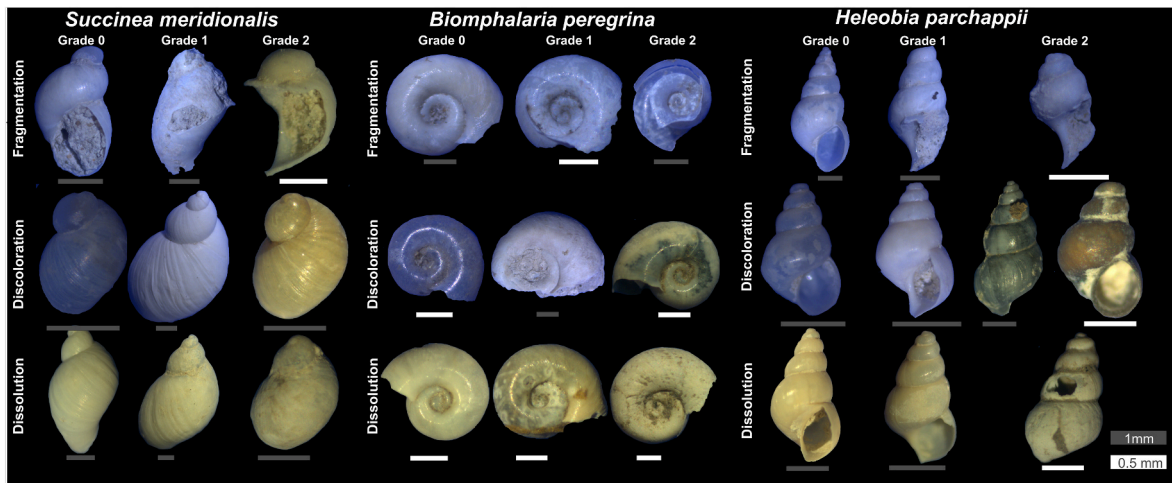 Succinea meridionalis
Biomphalaria peregrina
Heleobia parchappii
Grade 0
Grade 1
Grade 2
Grade 0
Grade 1
Grade 2
Grade 0
Grade 1
Grade 2
Fragmentation
Fragmentation
Fragmentation
Discoloration
Discoloration
Discoloration
Dissolution
Dissolution
Dissolution
1mm
0.5 mm